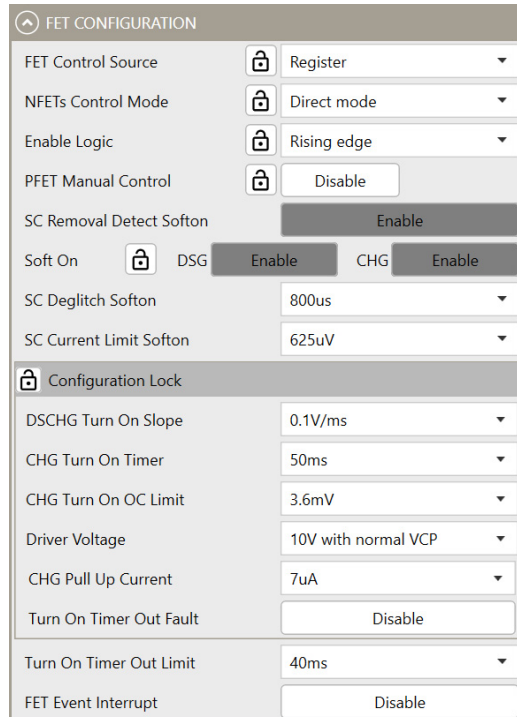 FET CONFIGURATION
FET Control Source Register
NFETs Control Mode Direct mode
Enable Logic Rising edge
PFET Manual Control Disable
SC Removal Detect Softon Enable
Soft On DSG Enable CHG Enable
SC Deglitch Softon 800us
SC Current Limit Softon 625uV
Configuration Lock
DSCHG Turn On Slope 0.1V/ms
CHG Turn On Timer 50ms
CHG Turn On OC Limit 3.6mV
Driver Voltage 10V with normal VCP
CHG Pull Up Current 7uA
Turn On Timer Out Fault Disable
Turn On Timer Out Limit 40ms
FET Event Interrupt Disable